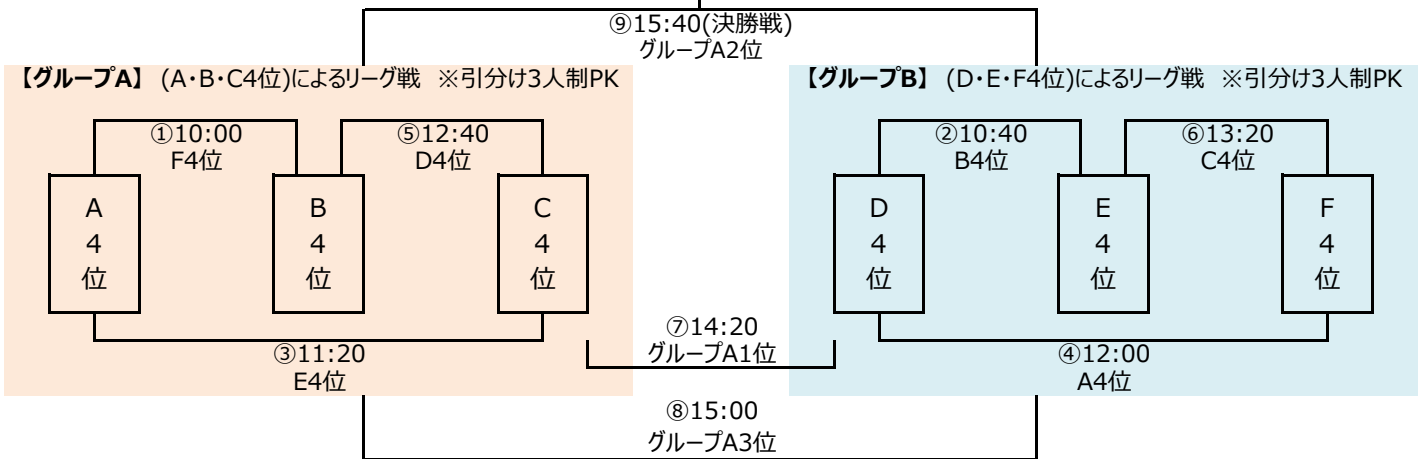 ⑨15:40(決勝戦)
グループA2位
【グループA】 (A・B・C4位)によるリーグ戦 ※引分け3人制PK
【グループB】 (D・E・F4位)によるリーグ戦 ※引分け3人制PK
①10:00
F4位
⑤12:40
D4位
②10:40
B4位
⑥13:20
C4位
A
4
位
B
4
位
C
4
位
D
4
位
E
4
位
F
4
位
③11:20
E4位
⑦14:20
グループA1位
④12:00
A4位
⑧15:00
グループA3位